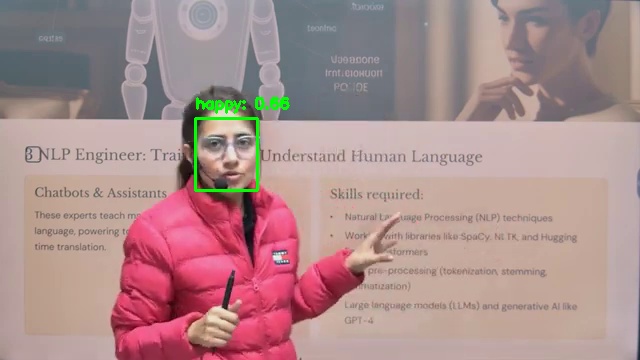 happy: 0.86
3 NLP Engineer: Trai Understand Human Language
Chatbots & Assistants
These experts teach
language, powering
time translation.
Skills required:
• Natural Language Processing (NLP) techniques
• with libraries like SpaCy, NLTK, and Hugging
pre-processing (tokenization, stemming,
Large language models (LLMs) and generative AI like
GPT-4
TOMMY